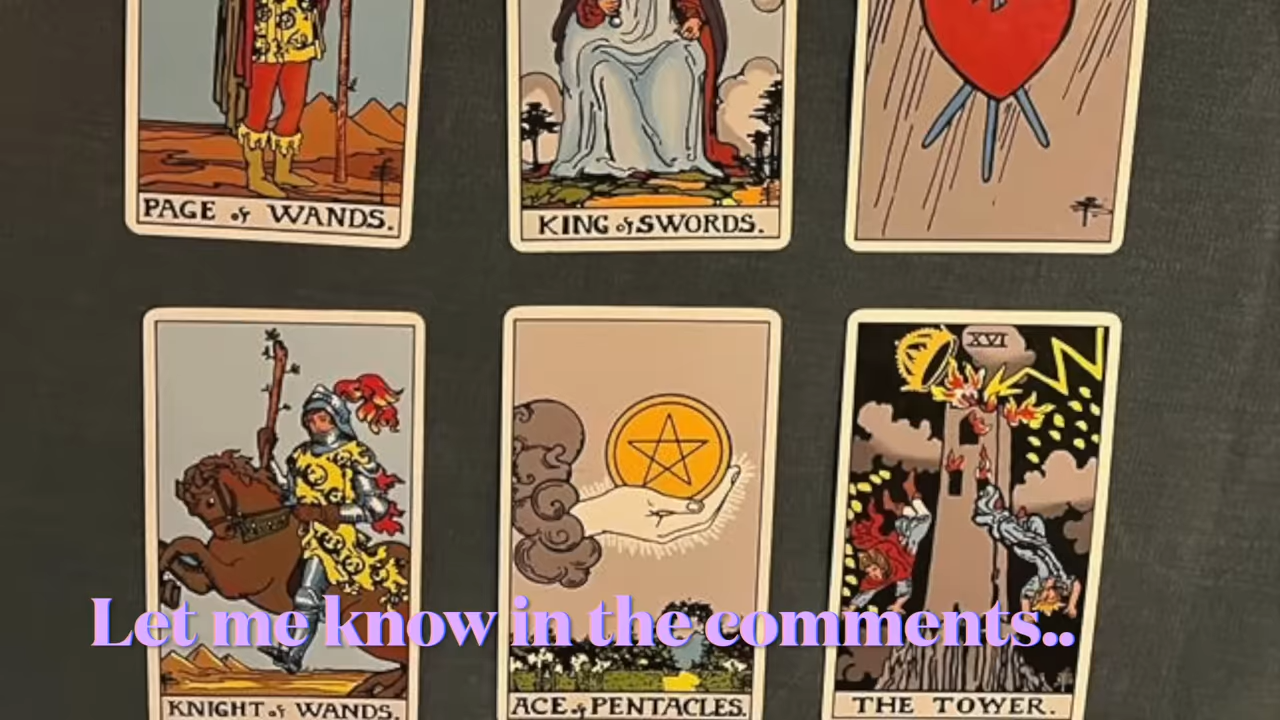 PAGE of WANDS.
KING of SWORDS.
XVI
Let me know in the comments..
KNIGHT of WANDS.
ACE of PENTACLES.
THE TOWER.